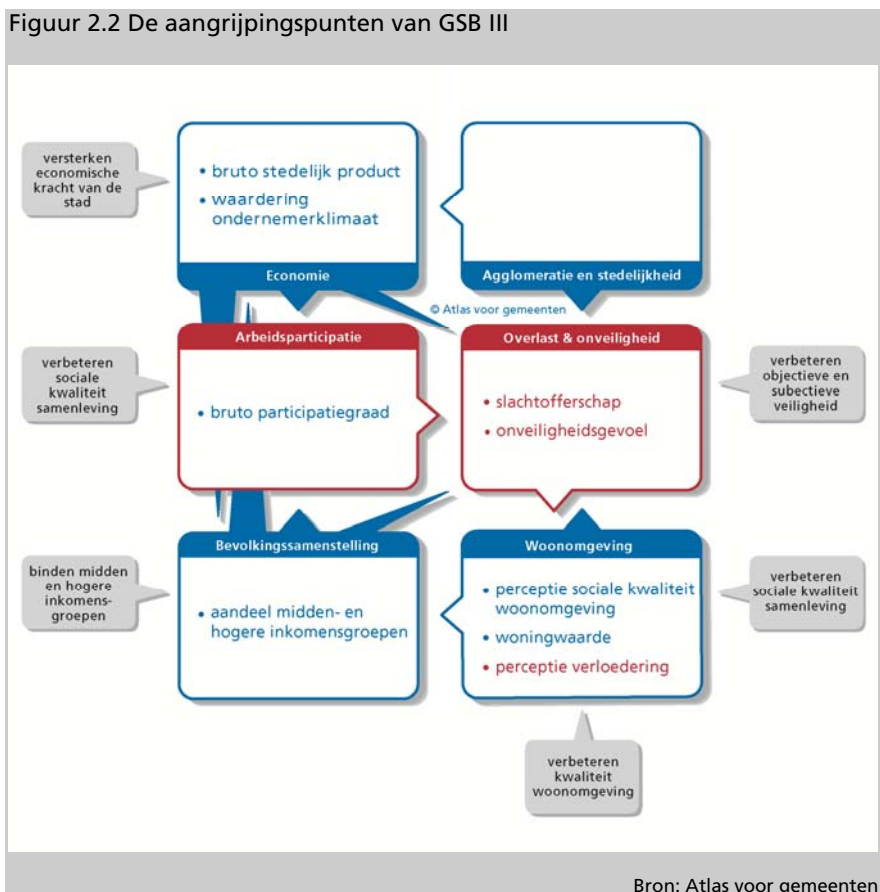 Figuur 2.2 De aangrijpingspunten van GSB III
versterken
economische
kracht van de
stad
• bruto stedelijk product
• waardering
ondernemerklimaat
Economie
Agglomeratie en stedelijkheid
© Atlas voor gemeenten
verbeteren
sociale
kwaliteit
samenleving
Arbeidsparticipatie
• bruto participatiegraad
Overlast & onveiligheid
• slachtofferschap
• onveiligheidsgevoel
verbeteren
objectieve en
subectieve
veiligheid
binden midden
en hogere
inkomens-
groepen
Bevolkingssamenstelling
• aandeel midden- en
hogere inkomensgroepen
Woonomgeving
• perceptie sociale kwaliteit
woonomgeving
• woningwaarde
• perceptie verloedering
verbeteren
sociale kwaliteit
samenleving
verbeteren
kwaliteit
woonomgeving
Bron: Atlas voor gemeenten